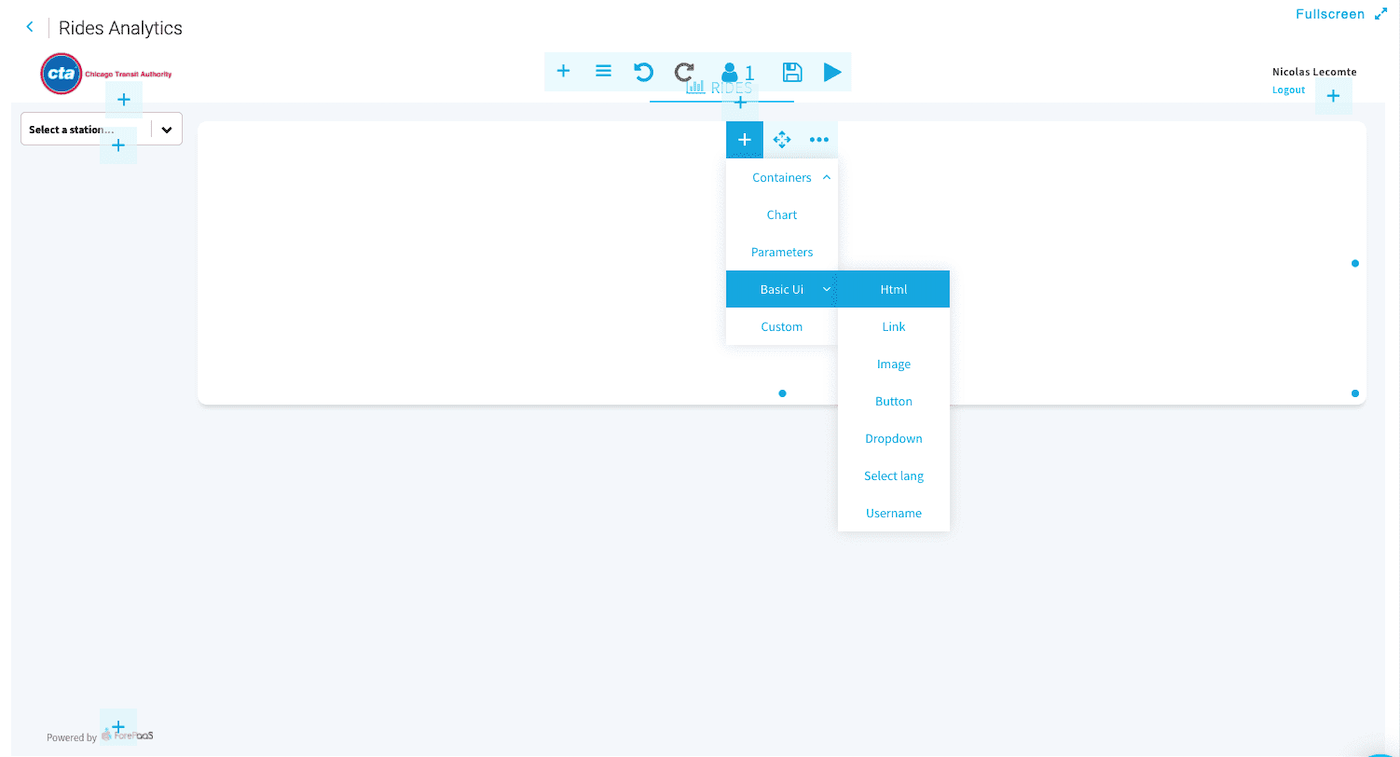 Fullscreen
Rides Analytics
cta Chicago Transit Authority
1
RIDES
Nicolas Lecomte
Logout
Select a station...
Containers
Chart
Parameters
Basic Ui
Html
Custom
Link
Image
Button
Dropdown
Select lang
Username
Powered by ForePaaS